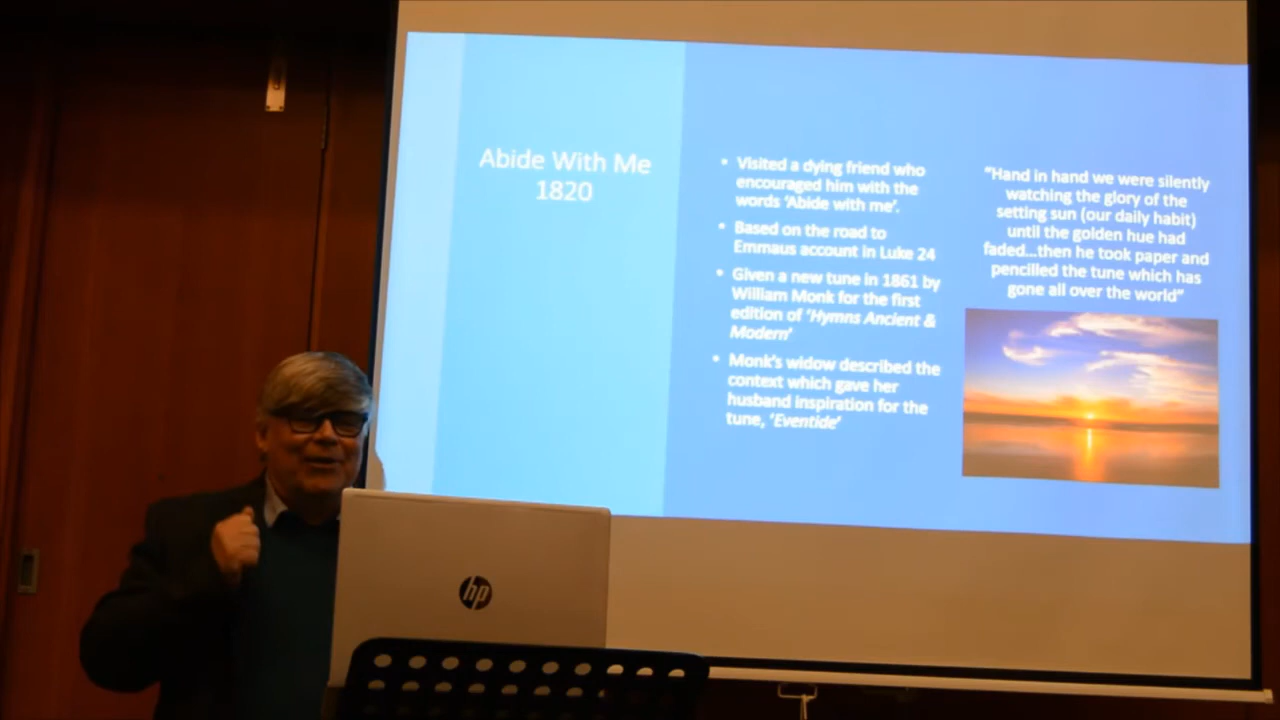 Abide With Me
1820
• Visited a dying friend who
encouraged him with the
words ‘Abide with me’.
• Based on the road to
Emmaus account in Luke 24
• Given a new tune in 1861 by
William Monk for the first
edition of ‘Hymns Ancient &
Modern’
• Monk's widow described the
context which gave her
husband inspiration for the
tune, ‘Eventide’
“Hand in hand we were silently
watching the glory of the
setting sun (our daily habit)
until the golden hue had
faded...then he took paper and
pencilled the tune which has
gone all over the world”
hp